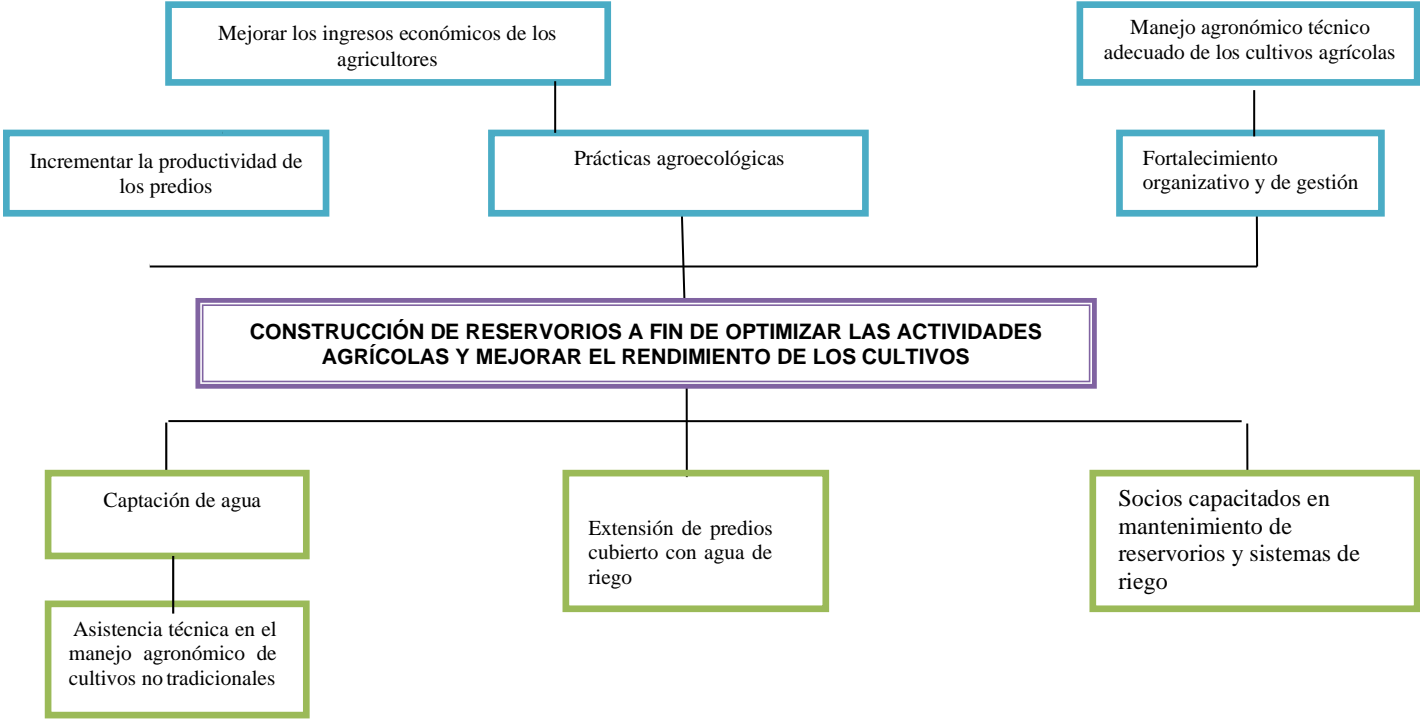 Mejorar los ingresos económicos de los
agricultores
Manejo agronómico técnico
adecuado de los cultivos agrícolas
Incrementar la productividad de
los predios
Prácticas agroecológicas
Fortalecimiento
organizativo y de gestión
CONSTRUCCIÓN DE RESERVORIOS A FIN DE OPTIMIZAR LAS ACTIVIDADES
AGRÍCOLAS Y MEJORAR EL RENDIMIENTO DE LOS CULTIVOS
Captación de agua
Extensión de predios
cubierto con agua de
riego
Socios capacitados en
mantenimiento de
reservorios y sistemas de
riego
Asistencia técnica en el
manejo agronómico de
cultivos no tradicionales